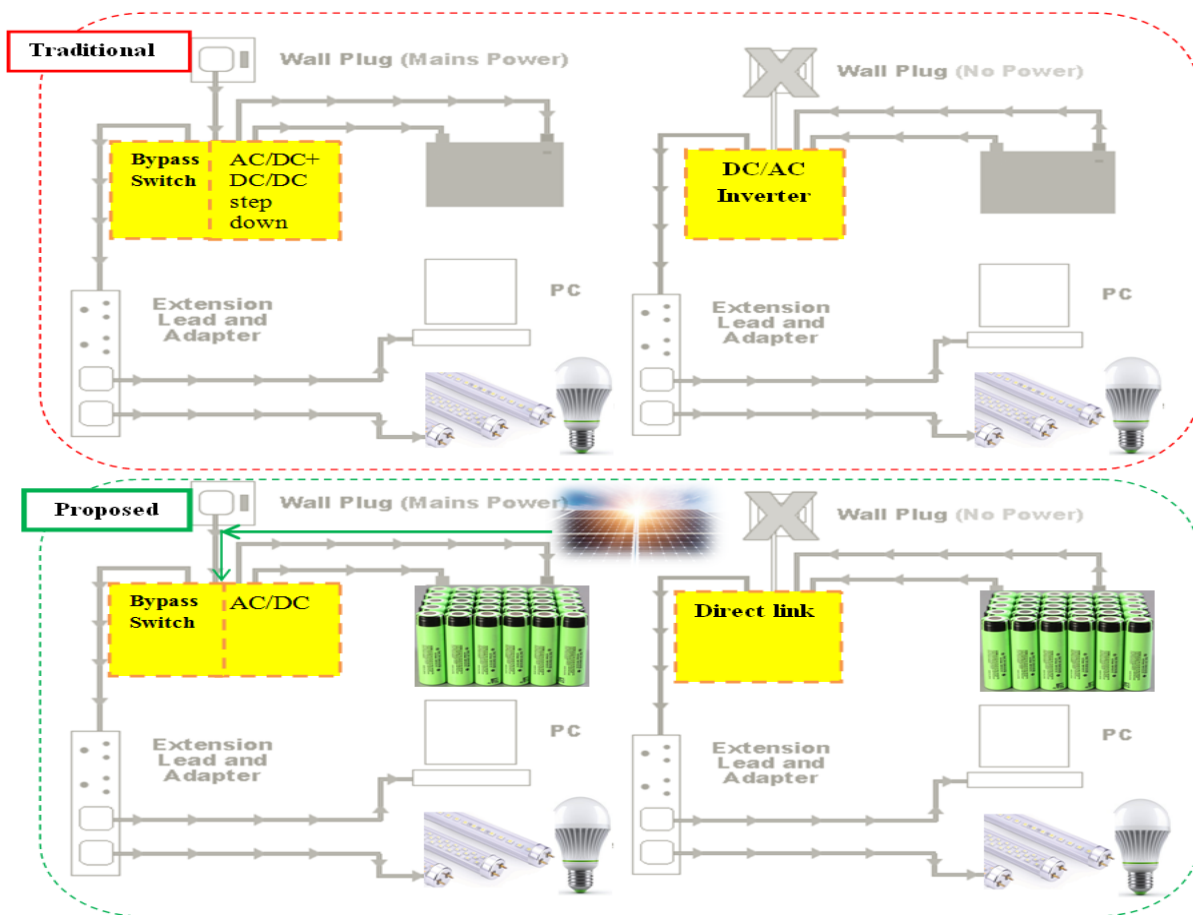 Traditional
Wall Plug (Mains Power)
Bypass
Switch
AC/DC+
DC/DC
step
down
Extension
Lead and
Adapter
PC
Wall Plug (No Power)
DC/AC
Inverter
Extension
Lead and
Adapter
PC
Proposed
Wall Plug (Mains Power)
Bypass
Switch
AC/DC
Extension
Lead and
Adapter
PC
Wall Plug (No Power)
Direct link
Extension
Lead and
Adapter
PC